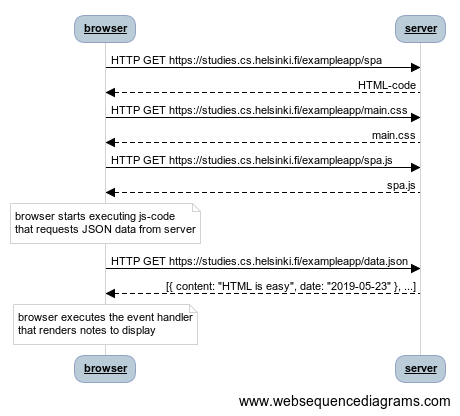 browser
server
HTTP GET https://studies.cs.helsinki.fi/exampleapp/spa
HTML-code
HTTP GET https://studies.cs.helsinki.fi/exampleapp/main.css
main.css
HTTP GET https://studies.cs.helsinki.fi/exampleapp/spa.js
spa.js
browser starts executing js-code
that requests JSON data from server
HTTP GET https://studies.cs.helsinki.fi/exampleapp/data.json
[{ content: "HTML is easy", date: "2019-05-23" }, ...]
browser executes the event handler
that renders notes to display
browser
server
www.websequencediagrams.com